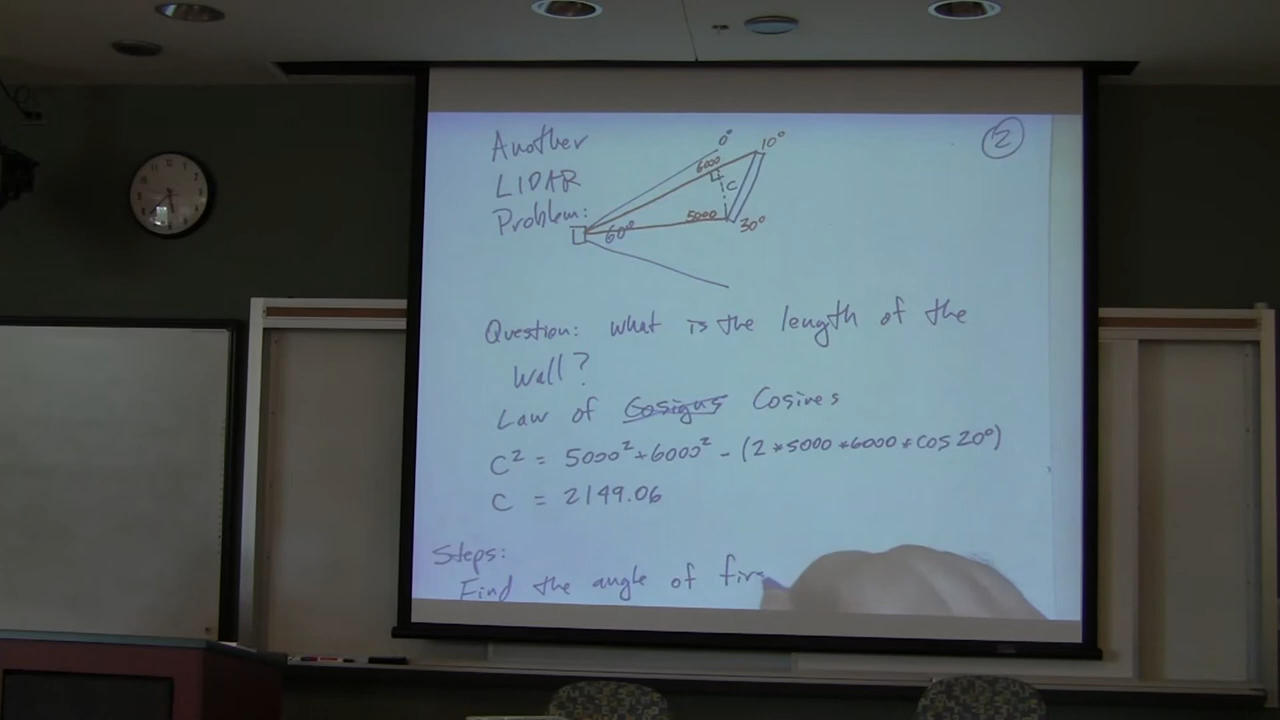 Another
LIDAR
Problem:
②
0°
10°
6000
C
5000
30°
60°
Question: what is the length of the
wall?
Law of Cosigns Cosines
C² = 5000² + 6000² - (2 * 5000 * 6000 * cos 20°)
C = 2149.06
Steps:
Find the angle of firs